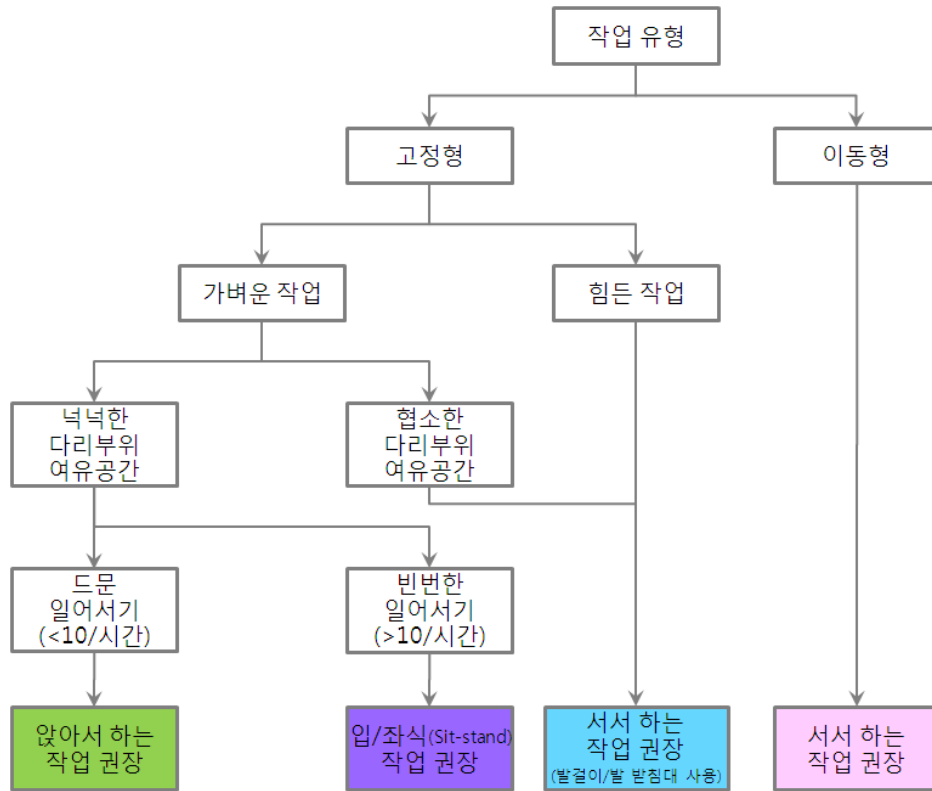 작업 유형
고정형
이동형
가벼운 작업
힘든 작업
넉넉한
다리부위
여유공간
협소한
다리부위
여유공간
드문
일어서기
(<10/시간)
빈번한
일어서기
(>10/시간)
앉아서 하는
작업 권장
입/좌식(Sit-stand)
작업 권장
서서 하는
작업 권장
(발걸이/발 받침대 사용)
서서 하는
작업 권장